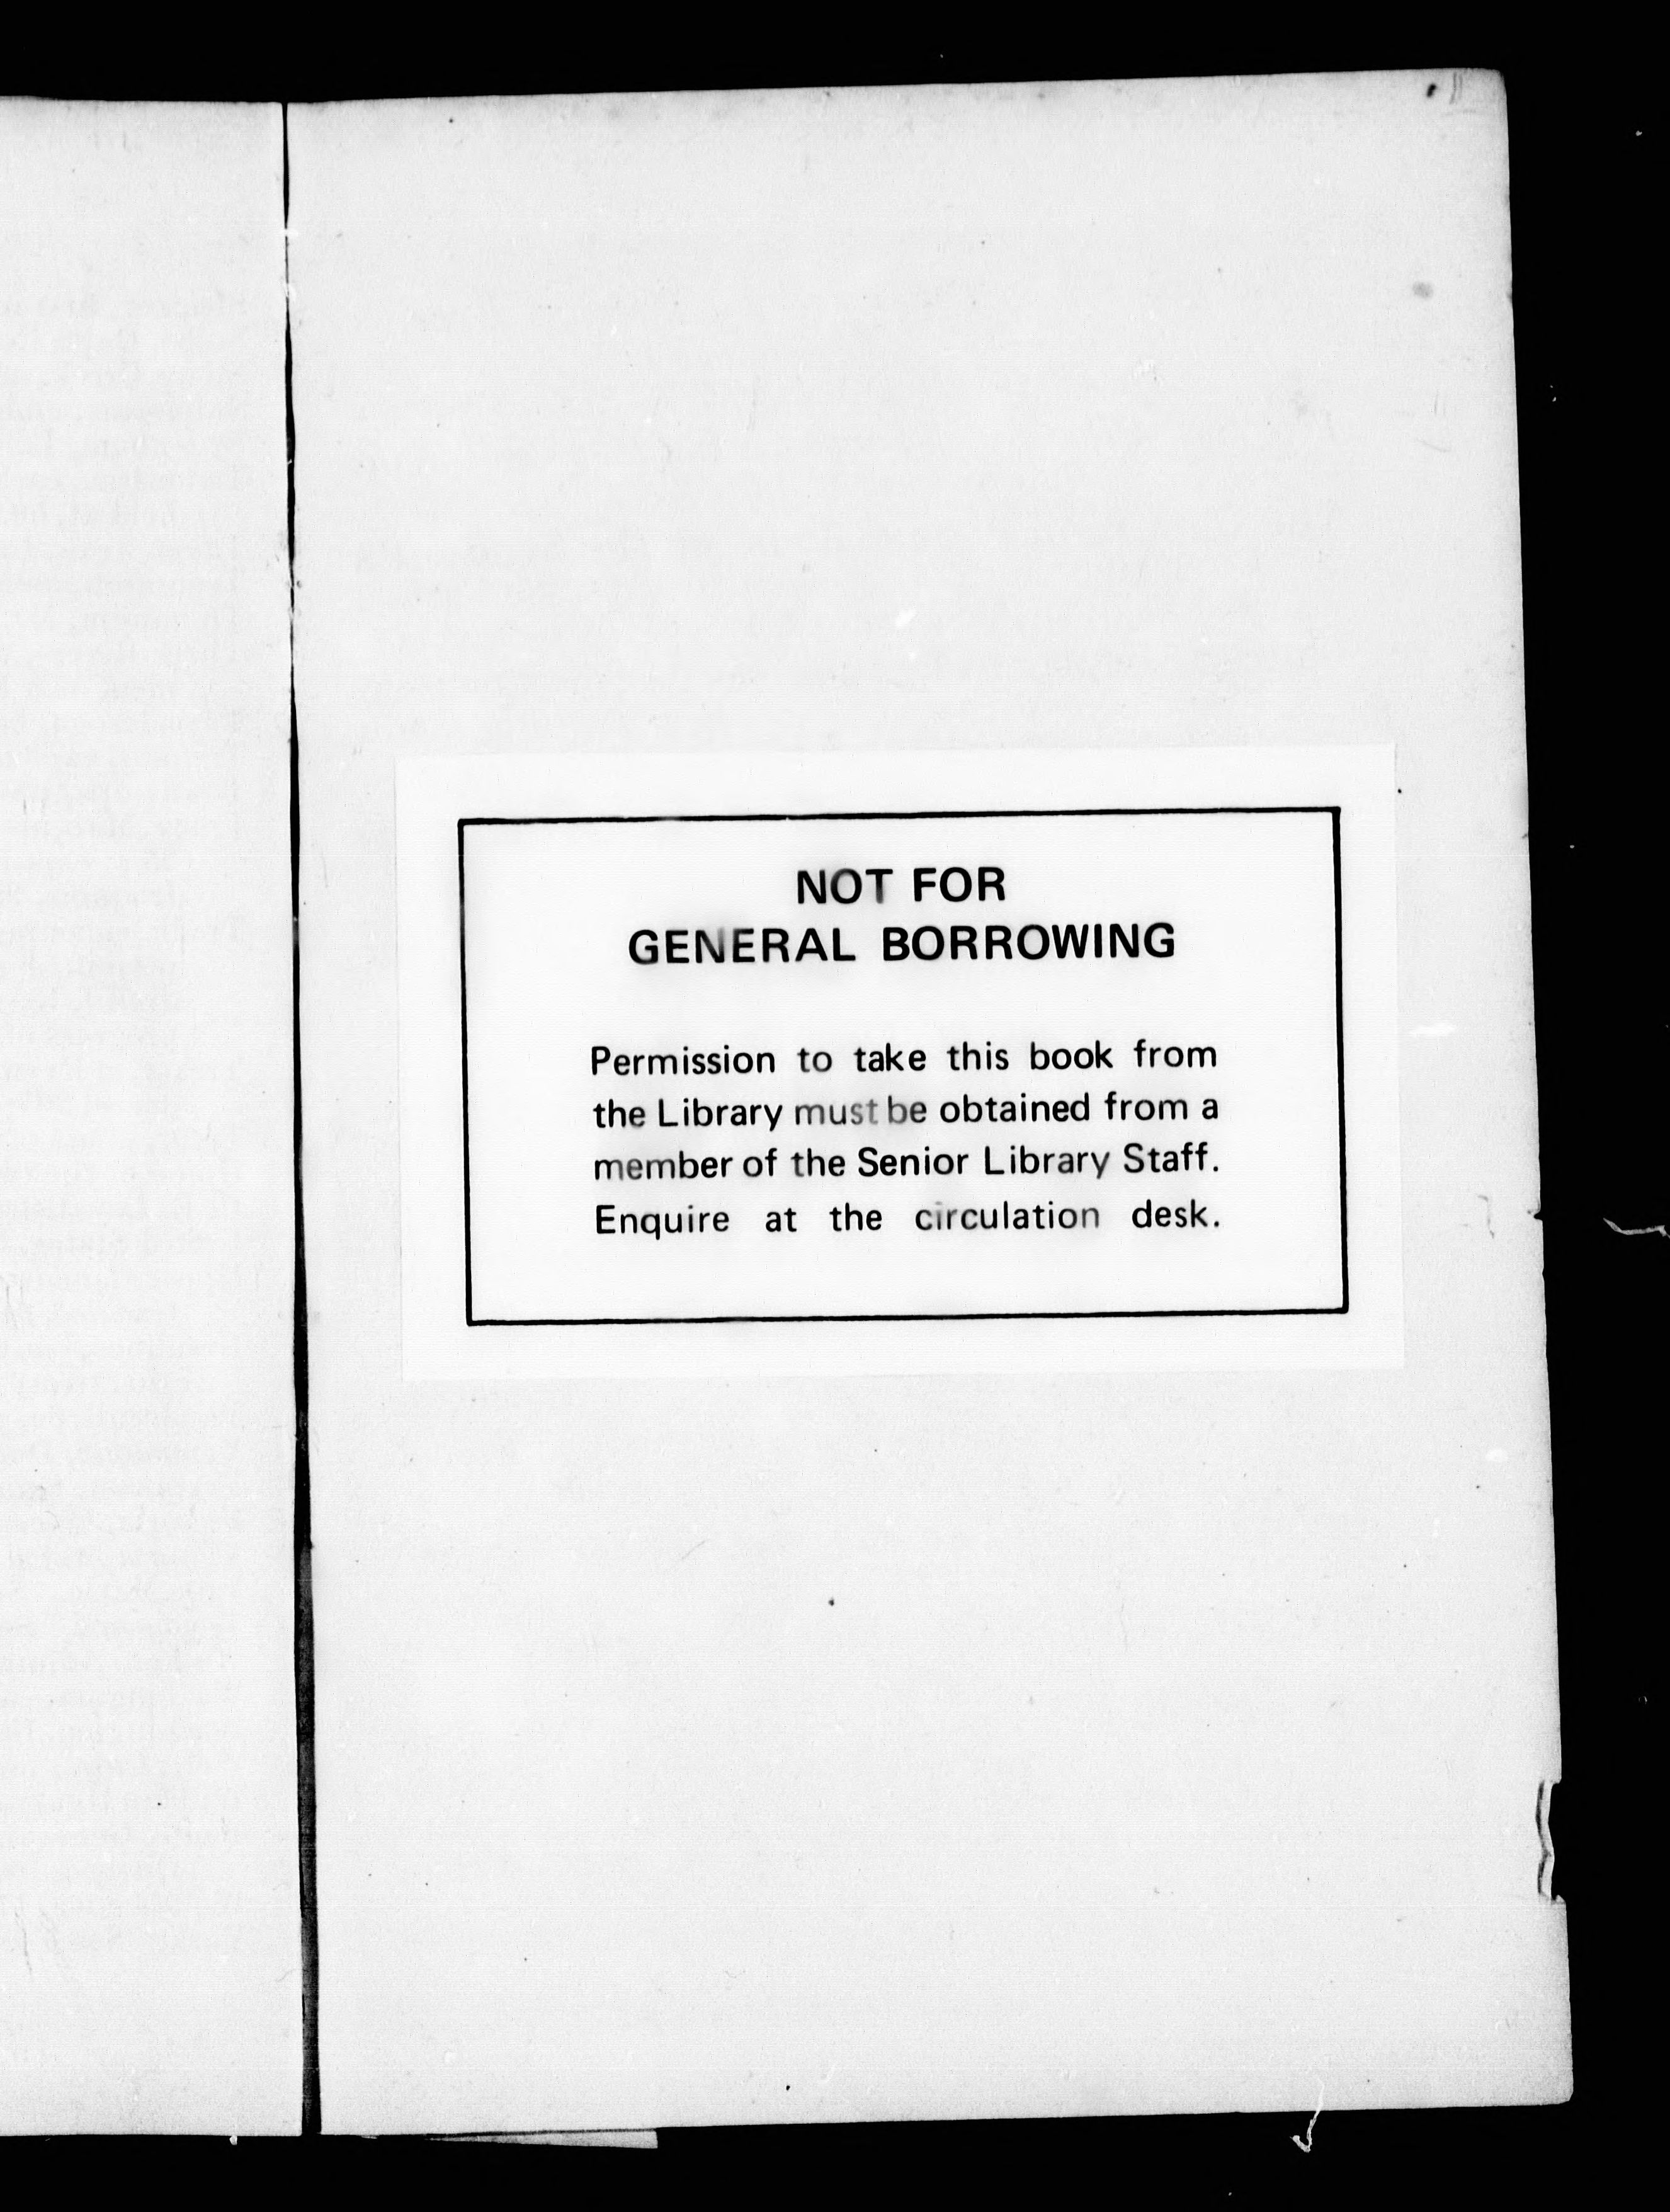 NOT FOR
GENERAL BORROWING
Permission to take this book from
the Library must be obtained from a
member of the Senior Library Staff.
Enquire at the circulation desk.